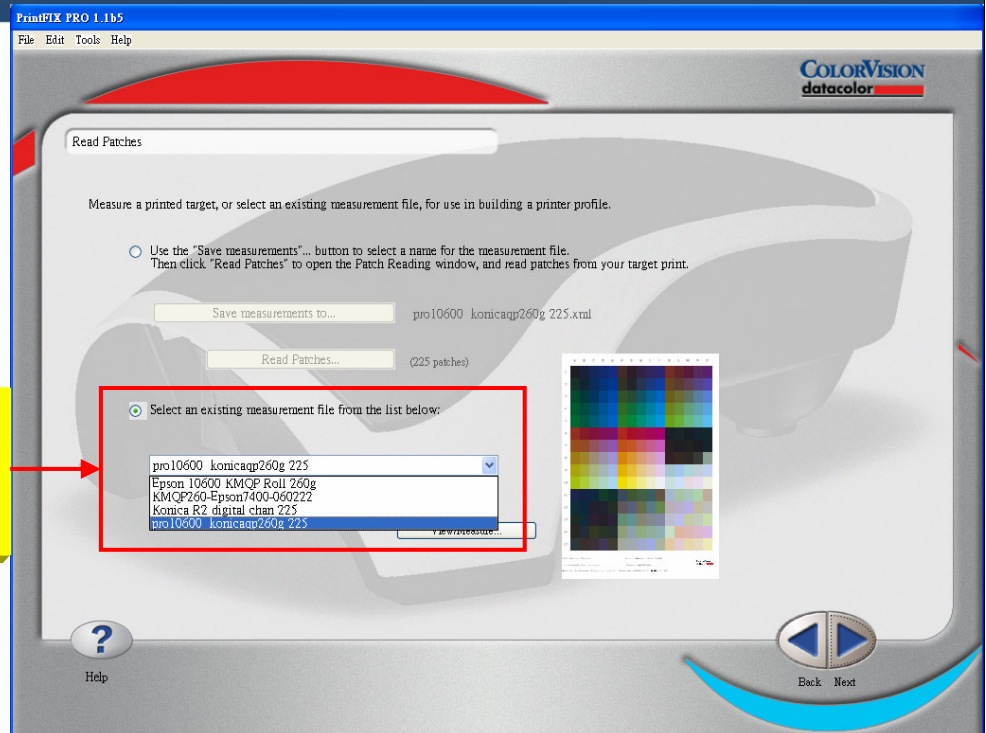 PrintFIX PRO 1.1b5
File Edit Tools Help
COLORVISION
datacolor
Read Patches
Measure a printed target, or select an existing measurement file, for use in building a printer profile.
Use the "Save measurements"... button to select a name for the measurement file.
Then click "Read Patches" to open the Patch Reading window, and read patches from your target print.
Save measurements to...
pro10600 konicaqp260g 225.xml
Read Patches...
(225 patches)
Select an existing measurement file from the list below:
pro10600 konicaqp260g 225
Epson 10600 KMQP Roll 260g
KMQP260-Epson7400-060222
Konica R2 digital chan 225
pro10600 konicaqp260g 225
View/Measure...
?
Help
Back Next